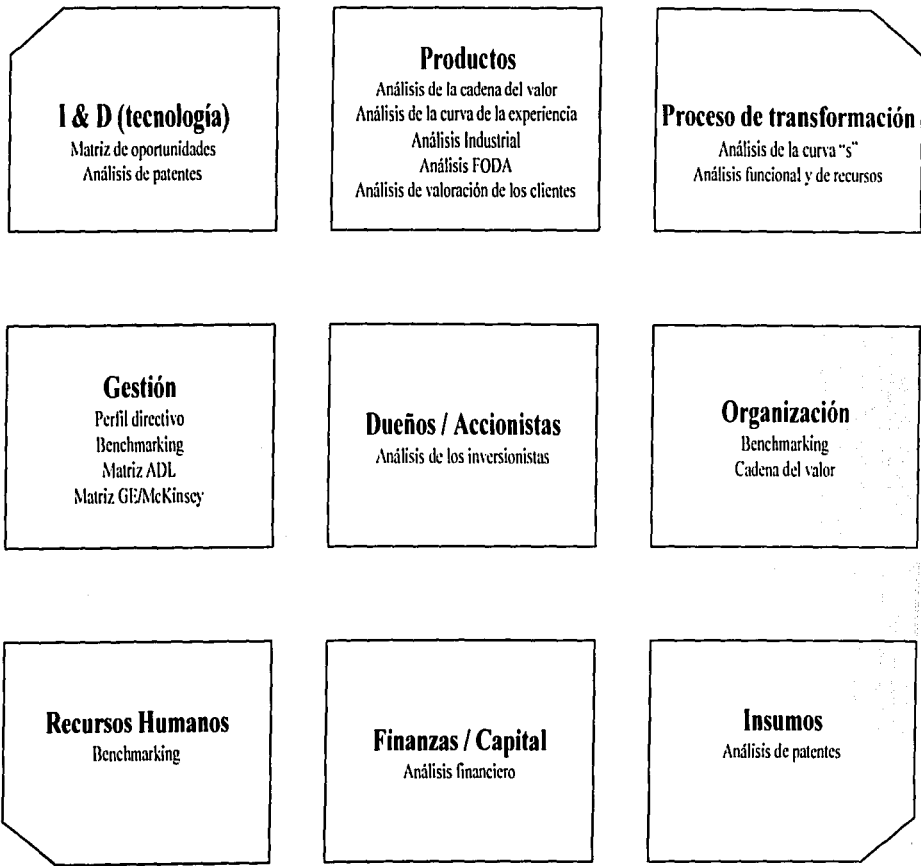 I & D (tecnología)
Matriz de oportunidades
Análisis de patentes
Productos
Análisis de la cadena del valor
Análisis de la curva de la experiencia
Análisis Industrial
Análisis FODA
Análisis de valoración de los clientes
Proceso de transformación
Análisis de la curva "s"
Análisis funcional y de recursos
Gestión
Perfil directivo
Benchmarking
Matriz ADL
Matriz GE/McKinsey
Dueños / Accionistas
Análisis de los inversionistas
Organización
Benchmarking
Cadena del valor
Recursos Humanos
Benchmarking
Finanzas / Capital
Análisis financiero
Insumos
Análisis de patentes